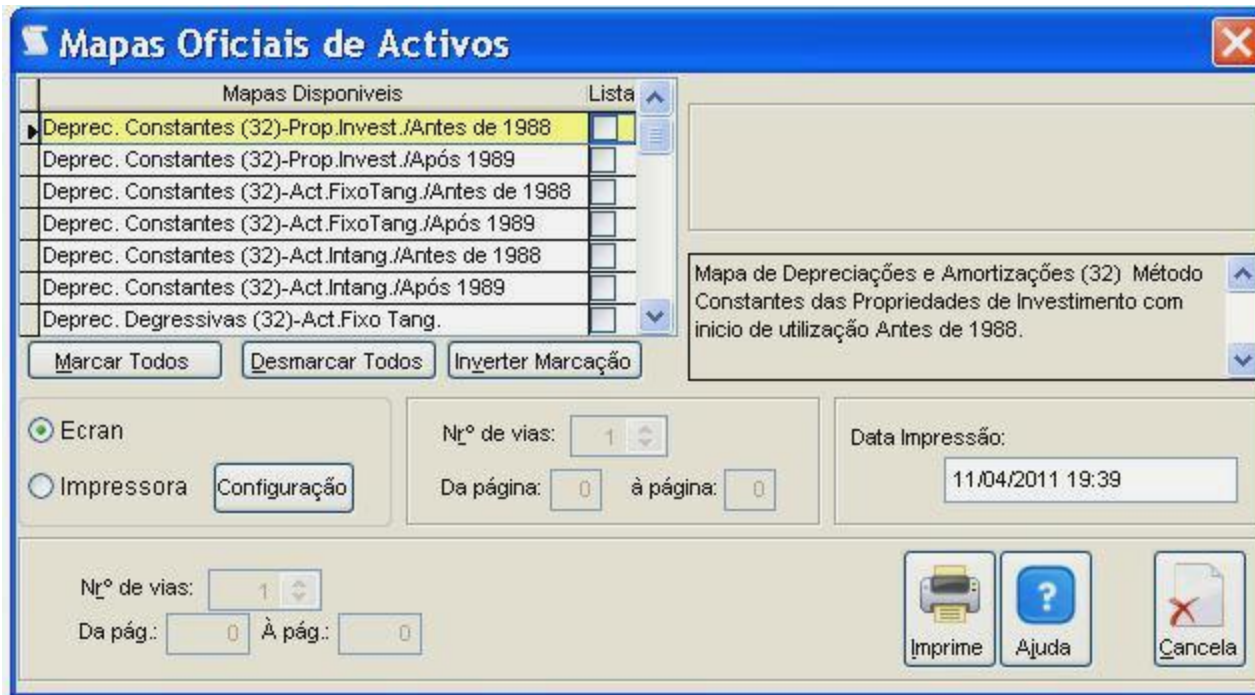 Mapas Oficiais de Activos
Mapas Disponiveis Lista
Deprec. Constantes (32)-Prop.Invest./Antes de 1988
Deprec. Constantes (32)-Prop.Invest./Após 1989
Deprec. Constantes (32)-Act.FixoTang./Antes de 1988
Deprec. Constantes (32)-Act.FixoTang./Após 1989
Deprec. Constantes (32)-Act.Intang./Antes de 1988
Deprec. Constantes (32)-Act.Intang./Após 1989
Deprec. Degressivas (32)-Act.Fixo Tang.
Mapa de Depreciações e Amortizações (32) Método
Constantes das Propriedades de Investimento com
inicio de utilização Antes de 1988.
Marcar Todos Desmarcar Todos Inverter Marcação
Ecran
Impressora Configuração
Nrº de vias: 1
Da página: 0 à página: 0
Data Impressão:
11/04/2011 19:39
Nrº de vias: 1
Da pág.: 0 À pág.: 0
Imprime Ajuda Cancela